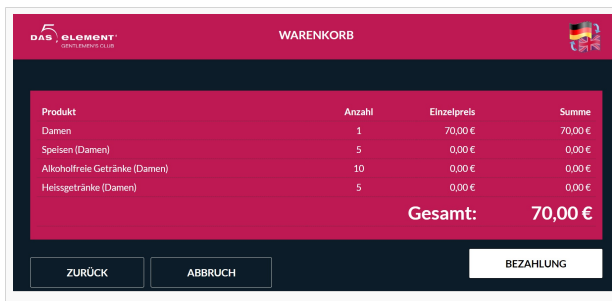 DAS 5 ELEMENT
GENTLEMEN'S CLUB
WARENKORB
Produkt Anzahl Einzelpreis Summe
Damen 1 70,00 € 70,00 €
Speisen (Damen) 5 0,00 € 0,00 €
Alkoholfreie Getränke (Damen) 10 0,00 € 0,00 €
Heissgetränke (Damen) 5 0,00 € 0,00 €
Gesamt: 70,00 €
ZURÜCK ABBRUCH BEZAHLUNG